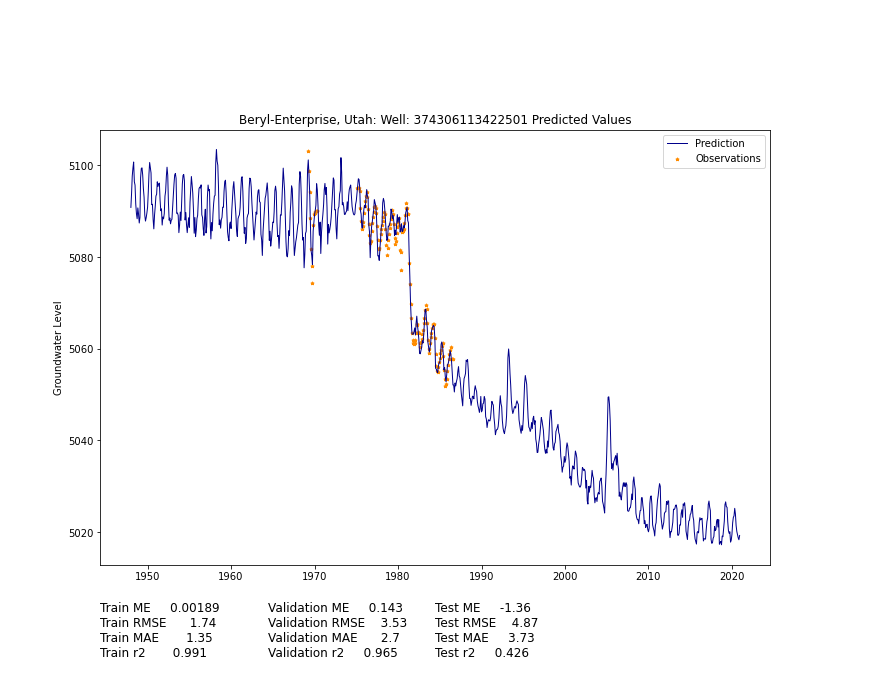 Beryl-Enterprise, Utah: Well: 374306113422501 Predicted Values
Prediction
Observations
Groundwater Level
5100
5080
5060
5040
5020
1950 1960 1970 1980 1990 2000 2010 2020
Train ME 0.00189 Validation ME 0.143 Test ME -1.36
Train RMSE 1.74 Validation RMSE 3.53 Test RMSE 4.87
Train MAE 1.35 Validation MAE 2.7 Test MAE 3.73
Train r2 0.991 Validation r2 0.965 Test r2 0.426